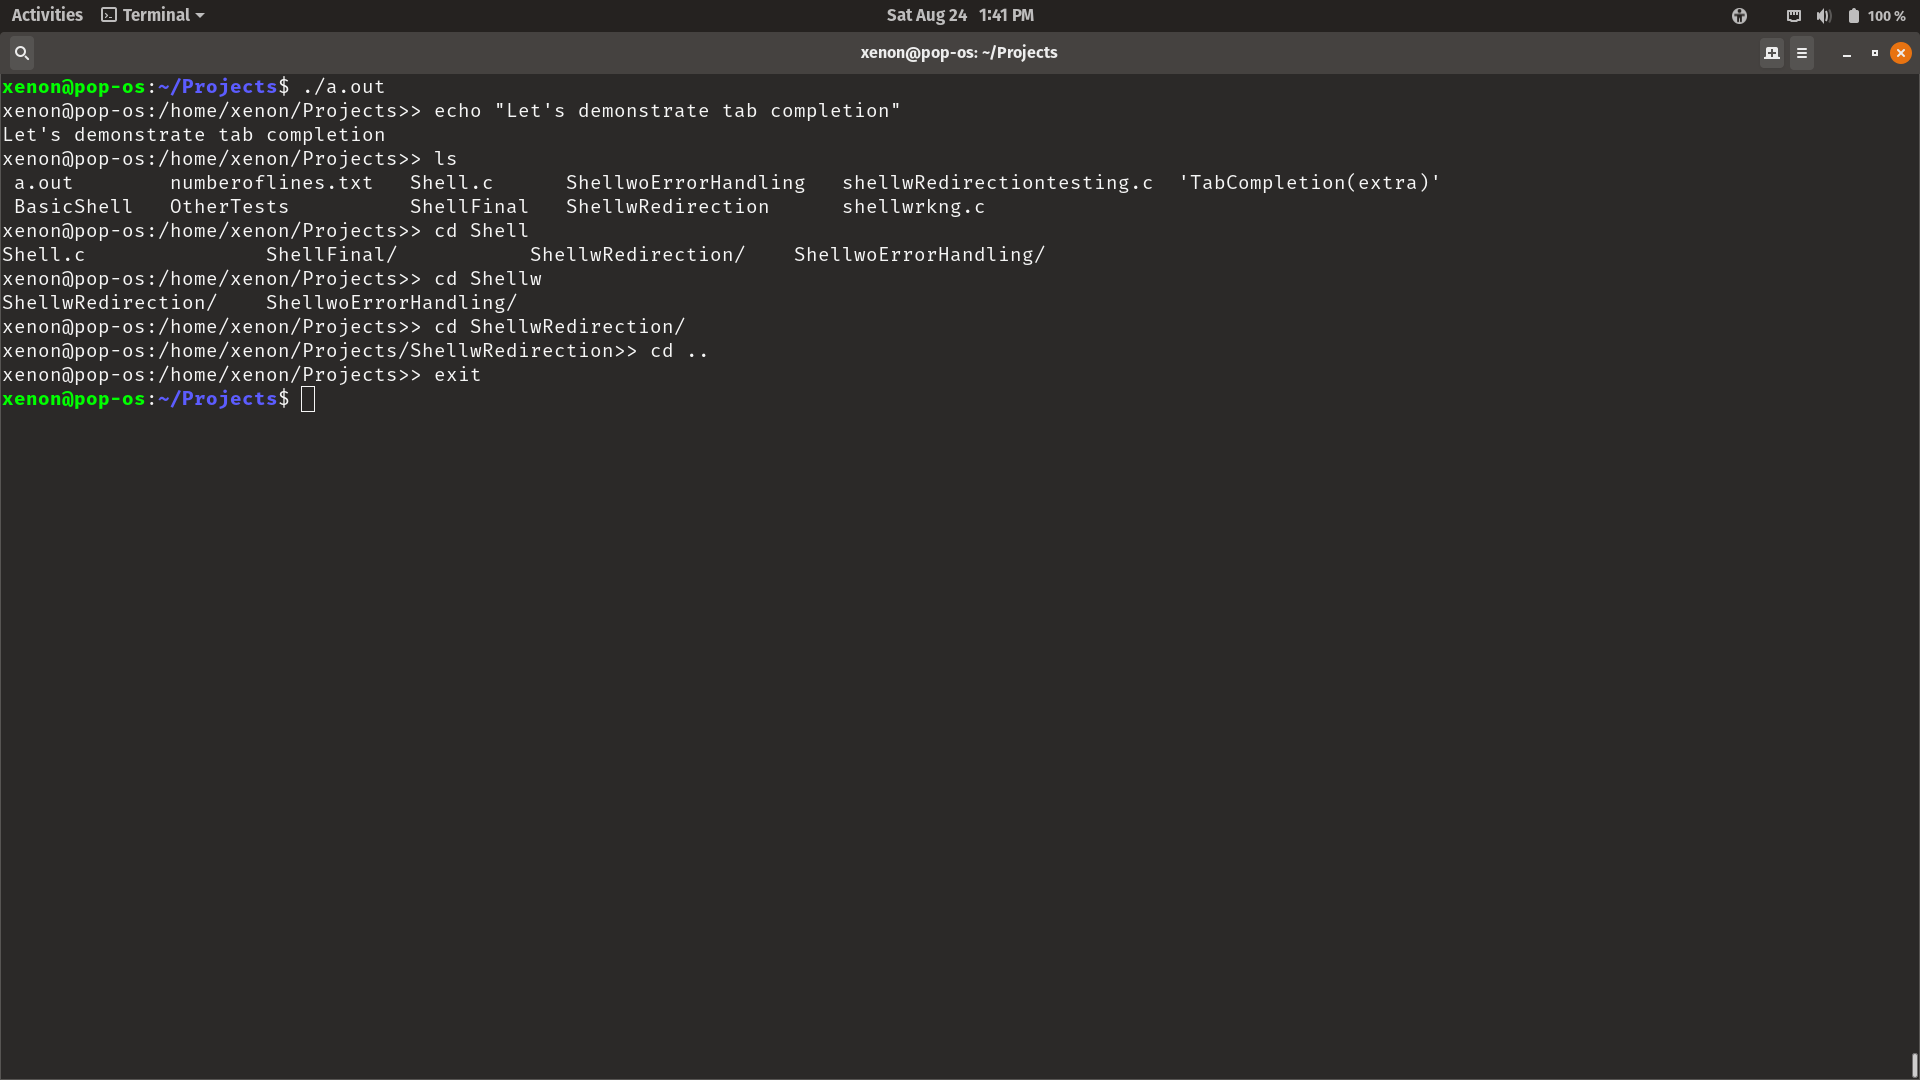 Activities Terminal Sat Aug 24 1:41 PM 100 %
xenon@pop-os: ~/Projects
xenon@pop-os:~/Projects$ ./a.out
xenon@pop-os:/home/xenon/Projects>> echo "Let's demonstrate tab completion"
Let's demonstrate tab completion
xenon@pop-os:/home/xenon/Projects>> ls
a.out numberoflines.txt Shell.c ShellwoErrorHandling shellwRedirectiontesting.c 'TabCompletion(extra)'
BasicShell OtherTests ShellFinal ShellwRedirection shellwrkng.c
xenon@pop-os:/home/xenon/Projects>> cd Shell
Shell.c ShellFinal/ ShellwRedirection/ ShellwoErrorHandling/
xenon@pop-os:/home/xenon/Projects>> cd Shellw
ShellwRedirection/ ShellwoErrorHandling/
xenon@pop-os:/home/xenon/Projects>> cd ShellwRedirection/
xenon@pop-os:/home/xenon/Projects/ShellwRedirection>> cd ..
xenon@pop-os:/home/xenon/Projects>> exit
xenon@pop-os:~/Projects$